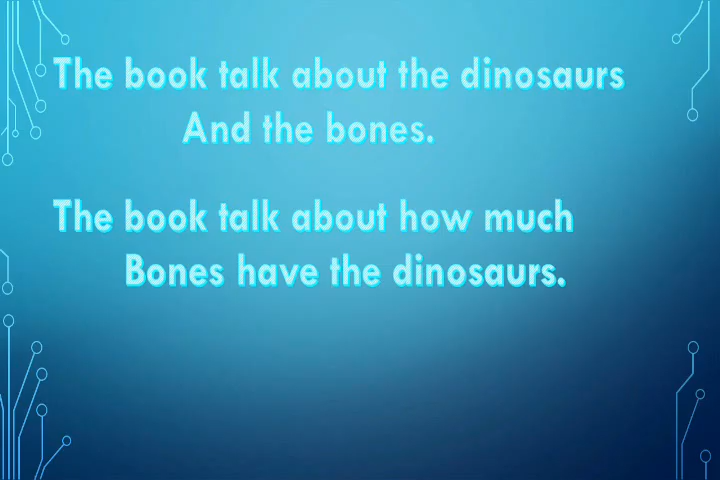 The book talk about the dinosaurs
And the bones.
The book talk about how much
Bones have the dinosaurs.